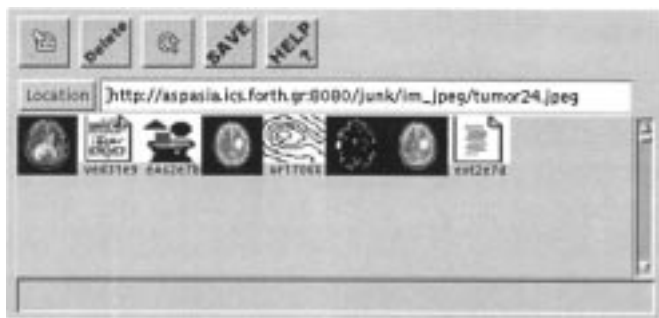 Delete SAVE HELP ?
Location http://aspasia.ics.forth.gr:8080/junk/im_jpeg/tumor24.jpeg